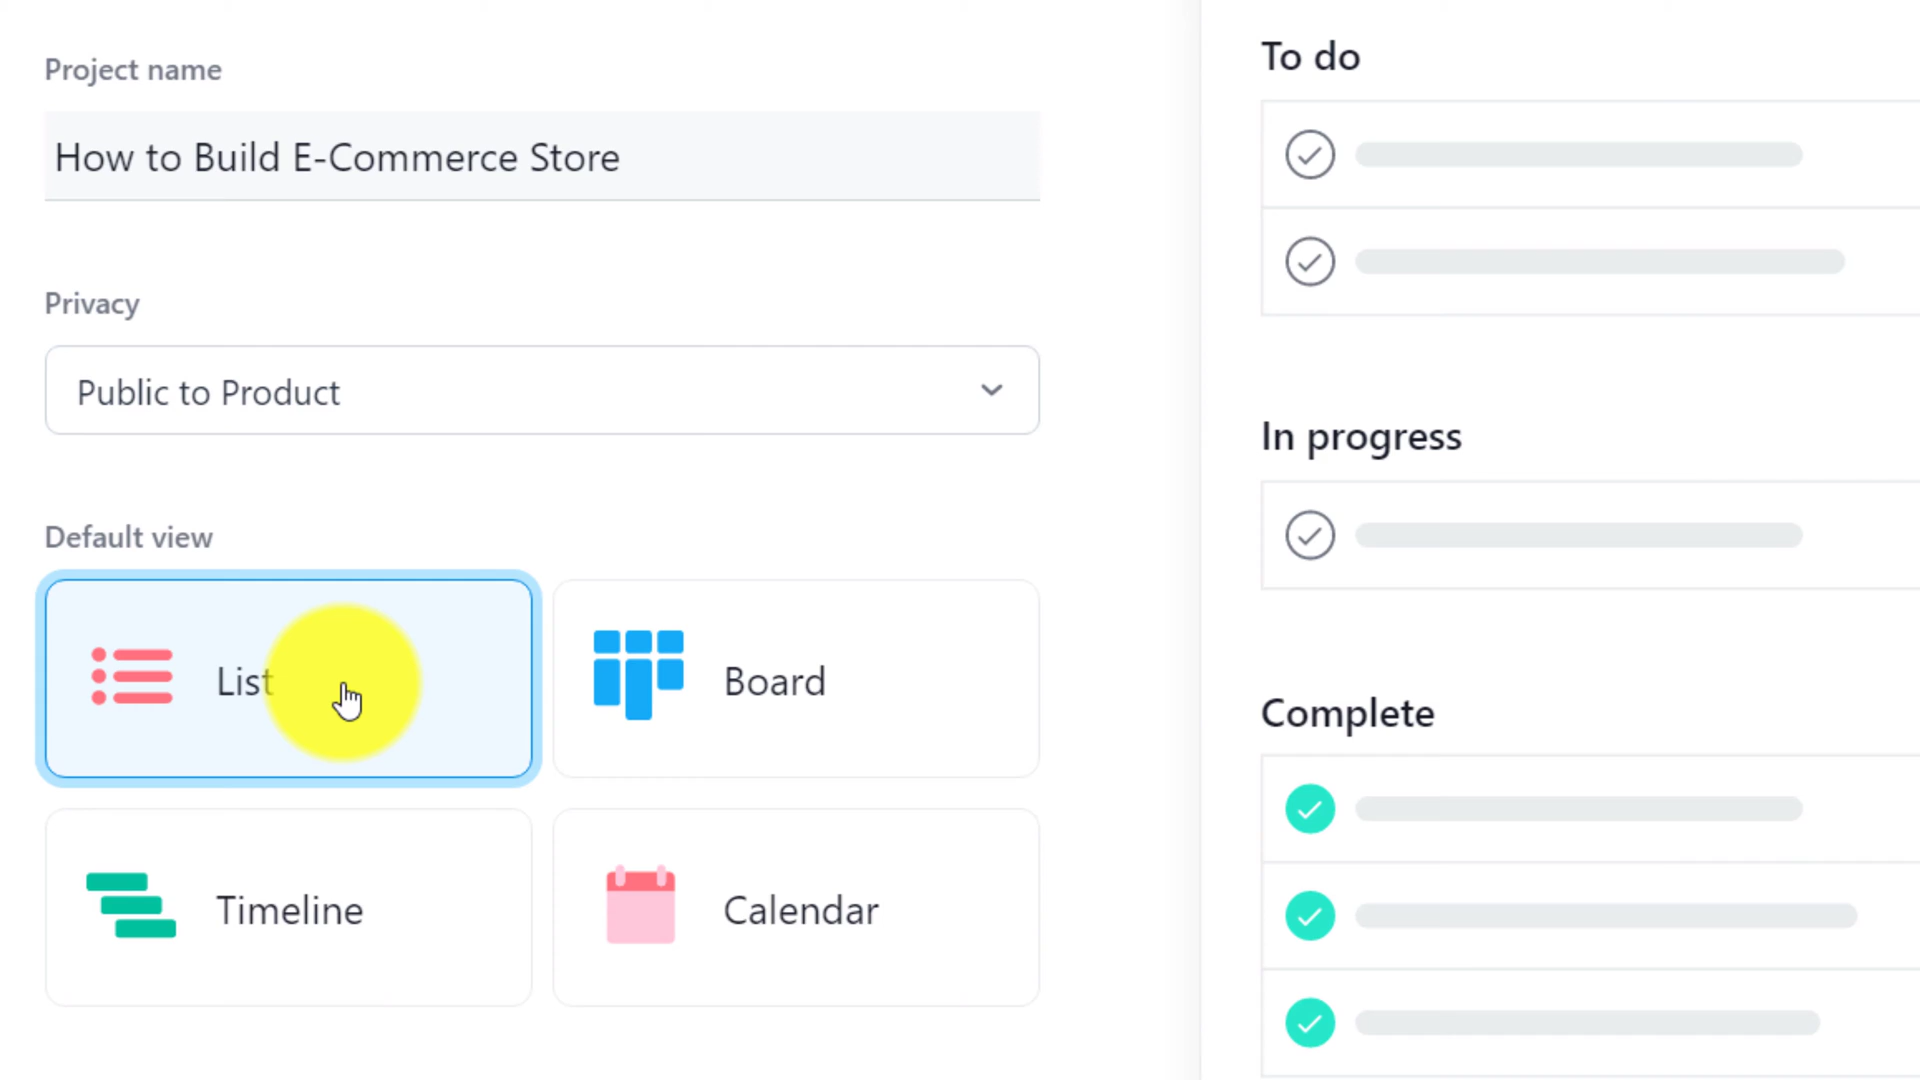 Project name
How to Build E-Commerce Store
Privacy
Public to Product
Default view
List
Board
Timeline
Calendar
To do
In progress
Complete